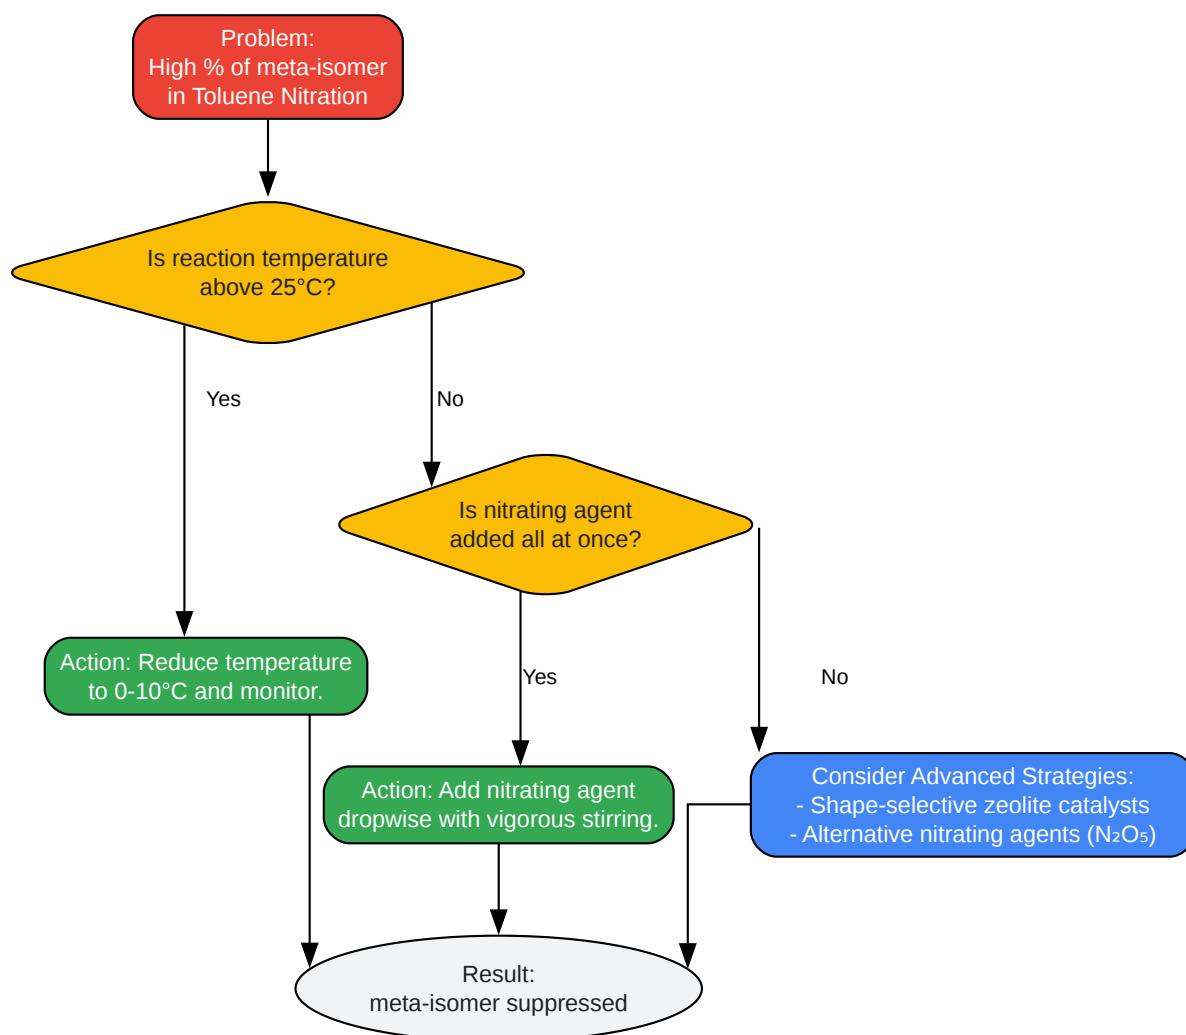 Problem:
High % of meta-isomer
in Toluene Nitration
Is reaction temperature
above 25°C?
Yes
No
Is nitrating agent
added all at once?
Action: Reduce temperature
to 0-10°C and monitor.
Yes
No
Action: Add nitrating agent
dropwise with vigorous stirring.
Consider Advanced Strategies:
- Shape-selective zeolite catalysts
- Alternative nitrating agents (N₂O₅)
Result:
meta-isomer suppressed